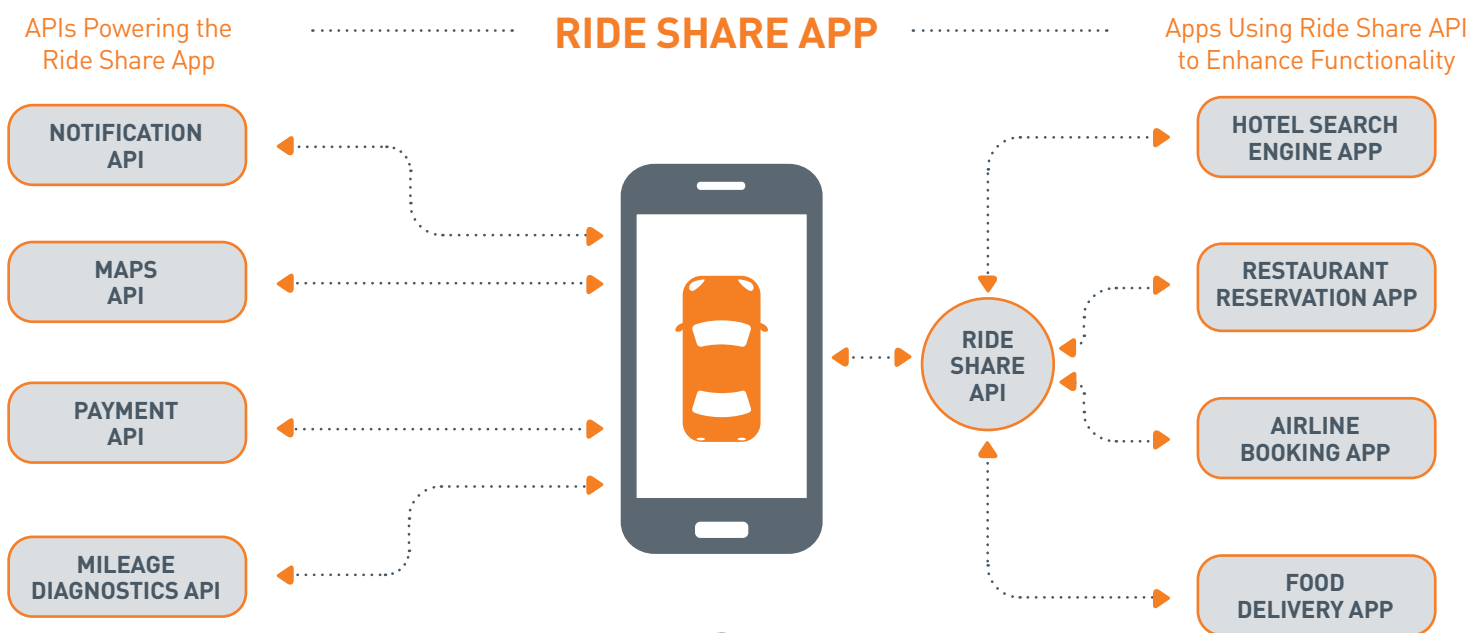 APIs Powering the
Ride Share App
RIDE SHARE APP
Apps Using Ride Share API
to Enhance Functionality
NOTIFICATION
API
MAPS
API
PAYMENT
API
MILEAGE
DIAGNOSTICS API
RIDE
SHARE
API
HOTEL SEARCH
ENGINE APP
RESTAURANT
RESERVATION APP
AIRLINE
BOOKING APP
FOOD
DELIVERY APP